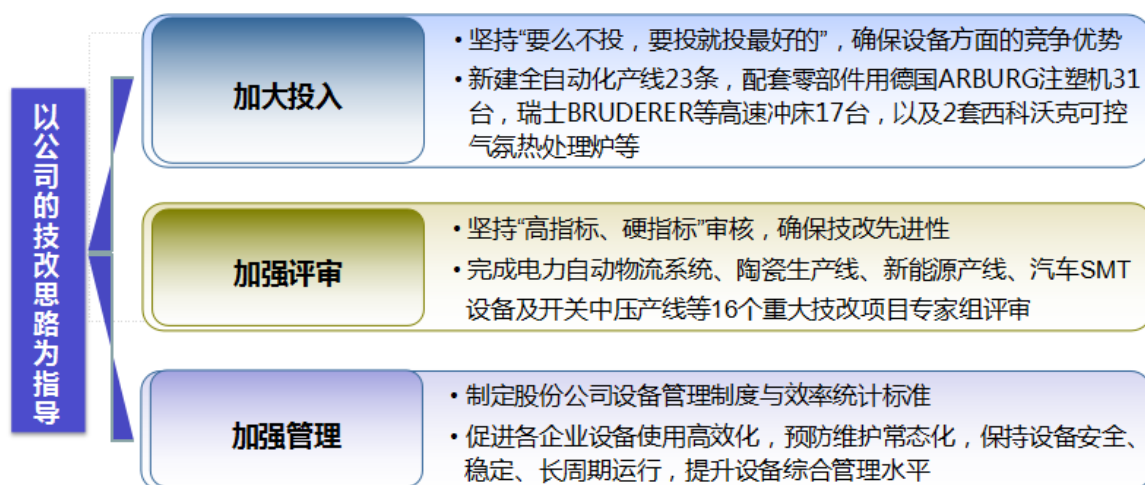 以公司的技改思路为指导
加大投入
• 坚持“要么不投，要投就投最好的”，确保设备方面的竞争优势
• 新建全自动化产线23条，配套零部件用德国ARBURG注塑机31
台，瑞士BRUDERER等高速冲床17台，以及2套西科沃克可控
气氛热处理炉等
加强评审
• 坚持“高指标、硬指标”审核，确保技改先进性
• 完成电力自动物流系统、陶瓷生产线、新能源产线、汽车SMT
设备及开关中压产线等16个重大技改项目专家组评审
加强管理
• 制定股份公司设备管理制度与效率统计标准
• 促进各企业设备使用高效化，预防维护常态化，保持设备安全、
稳定、长周期运行，提升设备综合管理水平